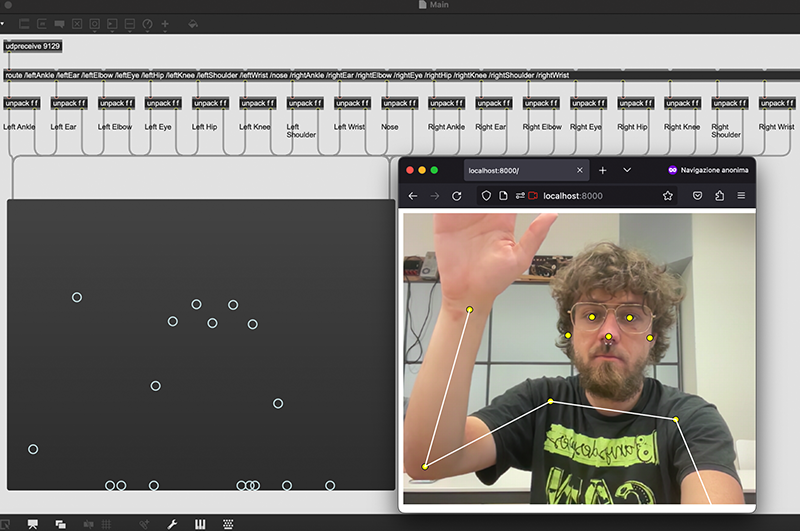 Main
udpreceive 9129
route /leftAnkle /leftEar /leftElbow /leftEye /leftHip /leftKnee /leftShoulder /leftWrist /nose /rightAnkle /rightEar /rightElbow /rightEye /rightHip /rightKnee /rightShoulder /rightWrist
unpack f f unpack f f unpack f f unpack f f unpack f f unpack f f unpack f f unpack f f unpack f f unpack f f unpack f f unpack f f unpack f f unpack f f unpack f f unpack f f unpack f f
Left Ankle Left Ear Left Elbow Left Eye Left Hip Left Knee Left Shoulder Left Wrist Nose Right Ankle Right Ear Right Elbow Right Eye Right Hip Right Knee Right Shoulder Right Wrist
localhost:8000/
Navigazione anonima
localhost:8000